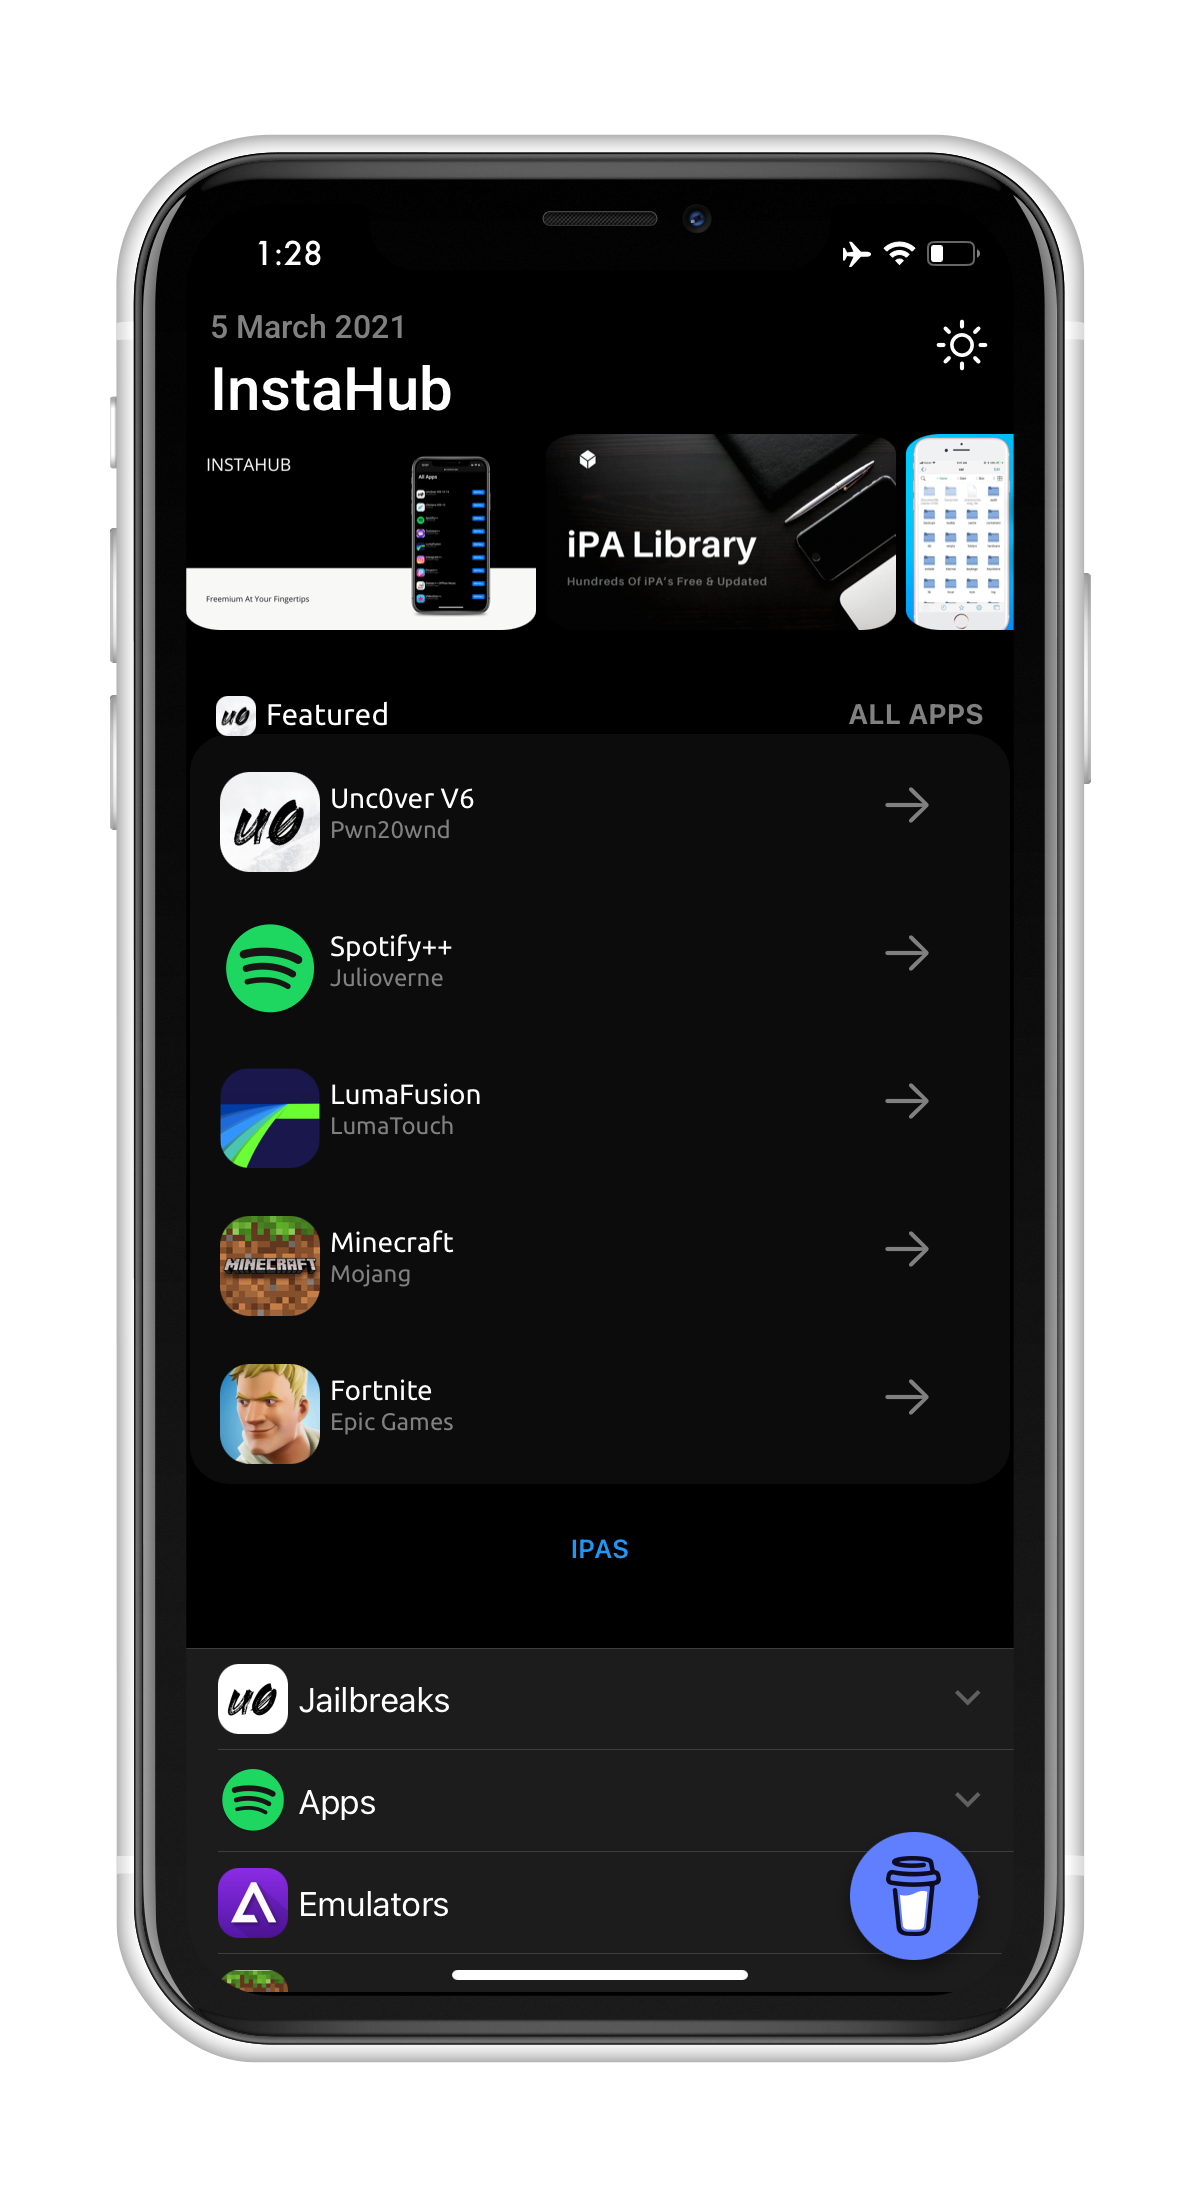 1:28
5 March 2021
InstaHub
INSTAHUB
Freemium At Your Fingertips
All Apps
iPA Library
Hundreds Of iPA's Free & Updated
Featured
ALL APPS
Unc0ver V6
Pwn20wnd
Spotify++
Julioverne
LumaFusion
LumaTouch
MINECRAFT
Minecraft
Mojang
Fortnite
Epic Games
IPAS
Jailbreaks
Apps
Emulators